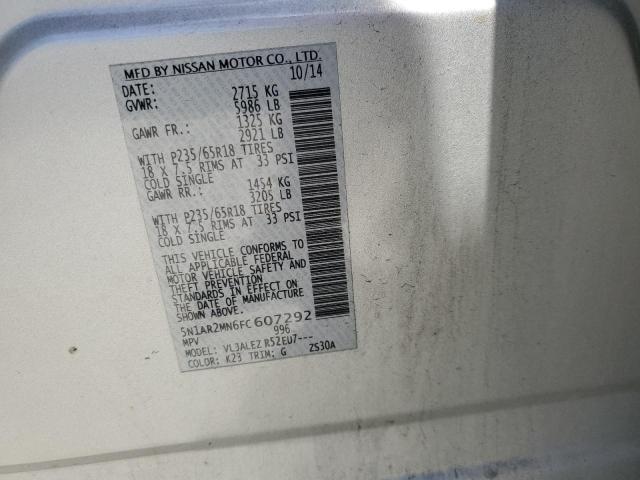 MFD BY NISSAN MOTOR CO., LTD.
DATE: 10/14
GVWR: 2715 KG
5986 LB
GAWR FR.: 1325 KG
2921 LB
WITH P235/65R18 TIRES
18 X 7.5 RIMS AT 33 PSI
COLD SINGLE
GAWR RR.: 1454 KG
3205 LB
WITH P235/65R18 TIRES
18 X 7.5 RIMS AT 33 PSI
COLD SINGLE
THIS VEHICLE CONFORMS TO
ALL APPLICABLE FEDERAL
MOTOR VEHICLE SAFETY AND
THEFT PREVENTION
STANDARDS IN EFFECT ON
THE DATE OF MANUFACTURE
SHOWN ABOVE.
5N1AR2MN6FC607292
MPV 996
MODEL: VL3ALEZ R52EU7---
COLOR: K23 TRIM: G ZS30A